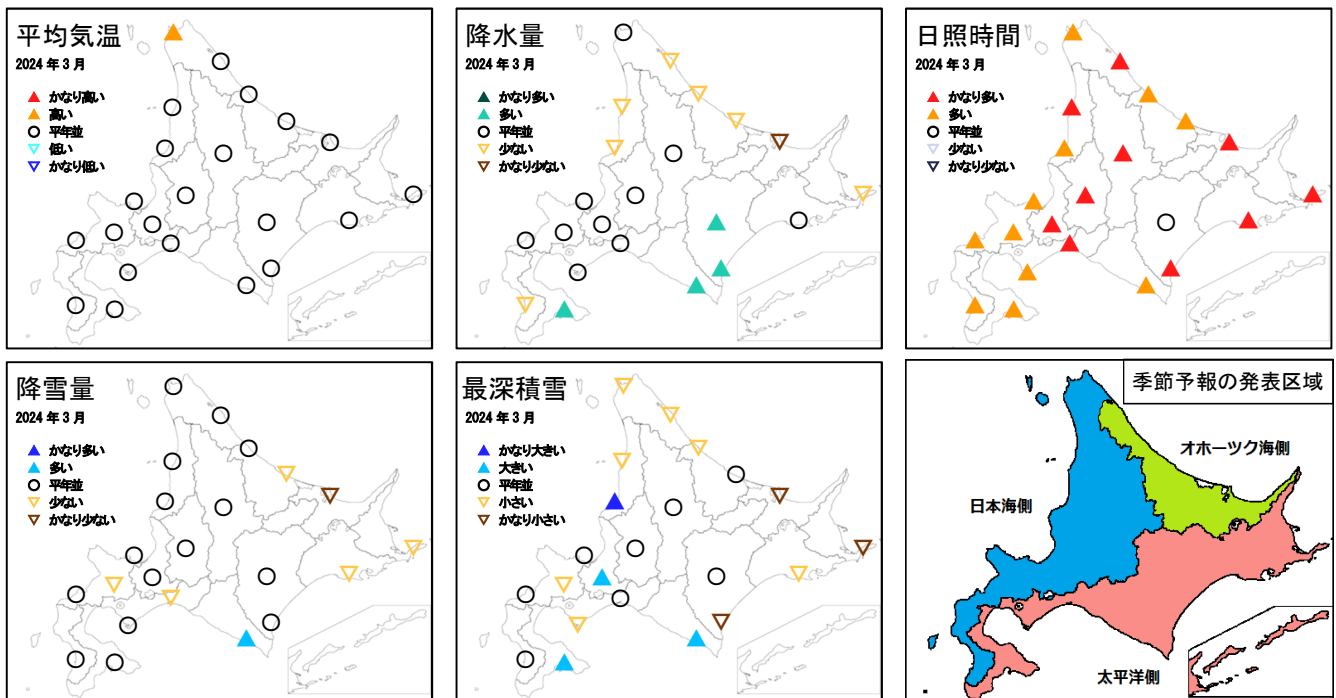 平均気温
2024年3月
かなり高い
高い
平年並
低い
かなり低い
降水量
2024年3月
かなり多い
多い
平年並
少ない
かなり少ない
日照時間
2024年3月
かなり多い
多い
平年並
少ない
かなり少ない
降雪量
2024年3月
かなり多い
多い
平年並
少ない
かなり少ない
最深積雪
2024年3月
かなり大きい
大きい
平年並
小さい
かなり小さい
季節予報の発表区域
オホーツク海側
日本海側
太平洋側